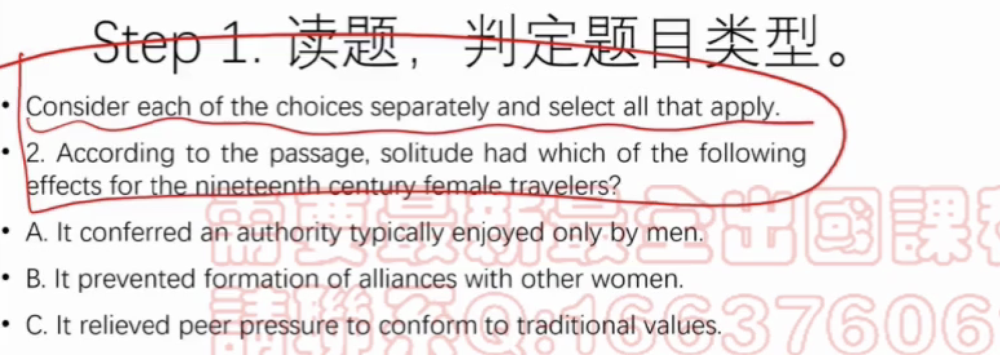 Step 1. 读题，判定题目类型。
• Consider each of the choices separately and select all that apply.
• 2. According to the passage, solitude had which of the following
effects for the nineteenth century female travelers?
需要最新最全出國課程
• A. It conferred an authority typically enjoyed only by men.
• B. It prevented formation of alliances with other women.
請聯系Q:16637606
• C. It relieved peer pressure to conform to traditional values.